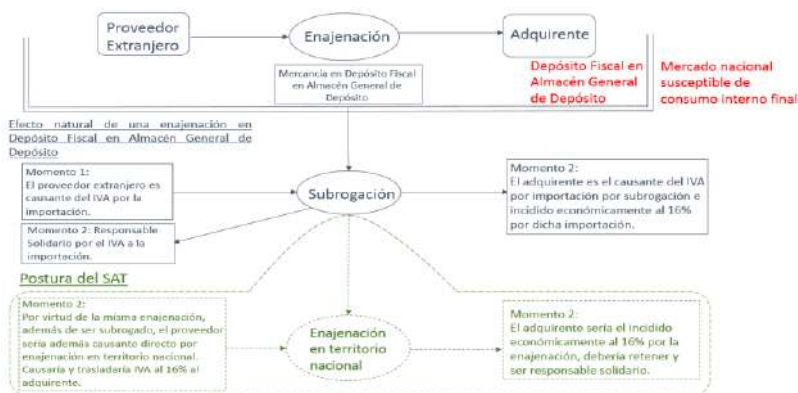 Proveedor
Extranjero
Enajenación
Adquirente
Mercancía en Depósito Fiscal
en Almacén General de
Depósito
Depósito Fiscal en
Almacén General
de Depósito
Mercado nacional
susceptible de
consumo interno final
Efecto natural de una enajenación en
Depósito Fiscal en Almacén General de
Depósito
Momento 1:
El proveedor extranjero es
causante del IVA por la
importación.
Subrogación
Momento 2:
El adquirente es el causante del IVA
por importación por subrogación e
incidido económicamente al 16%
por dicha importación.
Momento 2: Responsable
Solidario por el IVA a la
importación.
Postura del SAT
Momento 2:
Por virtud de la misma enajenación,
además de ser subrogado, el proveedor
sería además causante directo por
enajenación en territorio nacional.
Causaría y trasladaría IVA al 16% al
adquirente.
Enajenación
en territorio
nacional
Momento 2:
El adquirente sería el incidido
económicamente al 16% por la
enajenación, debería retener y
ser responsable solidario.